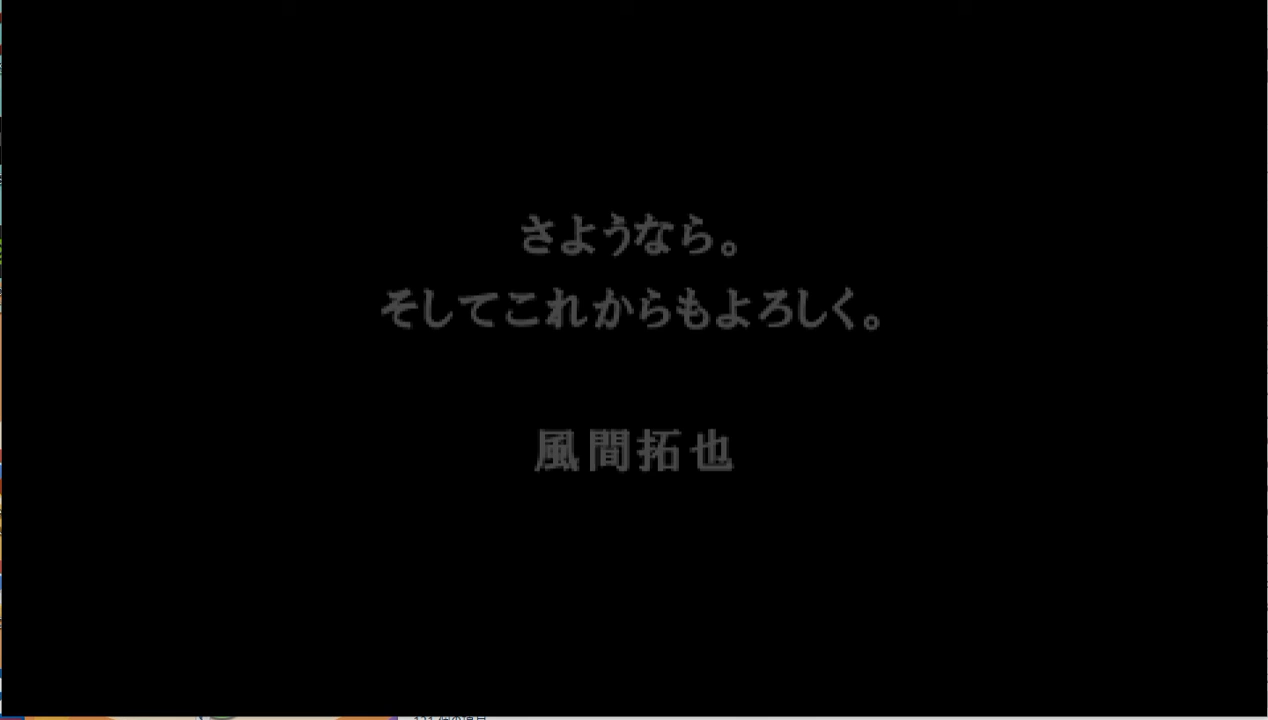 さようなら。
そしてこれからもよろしく。
風間拓也